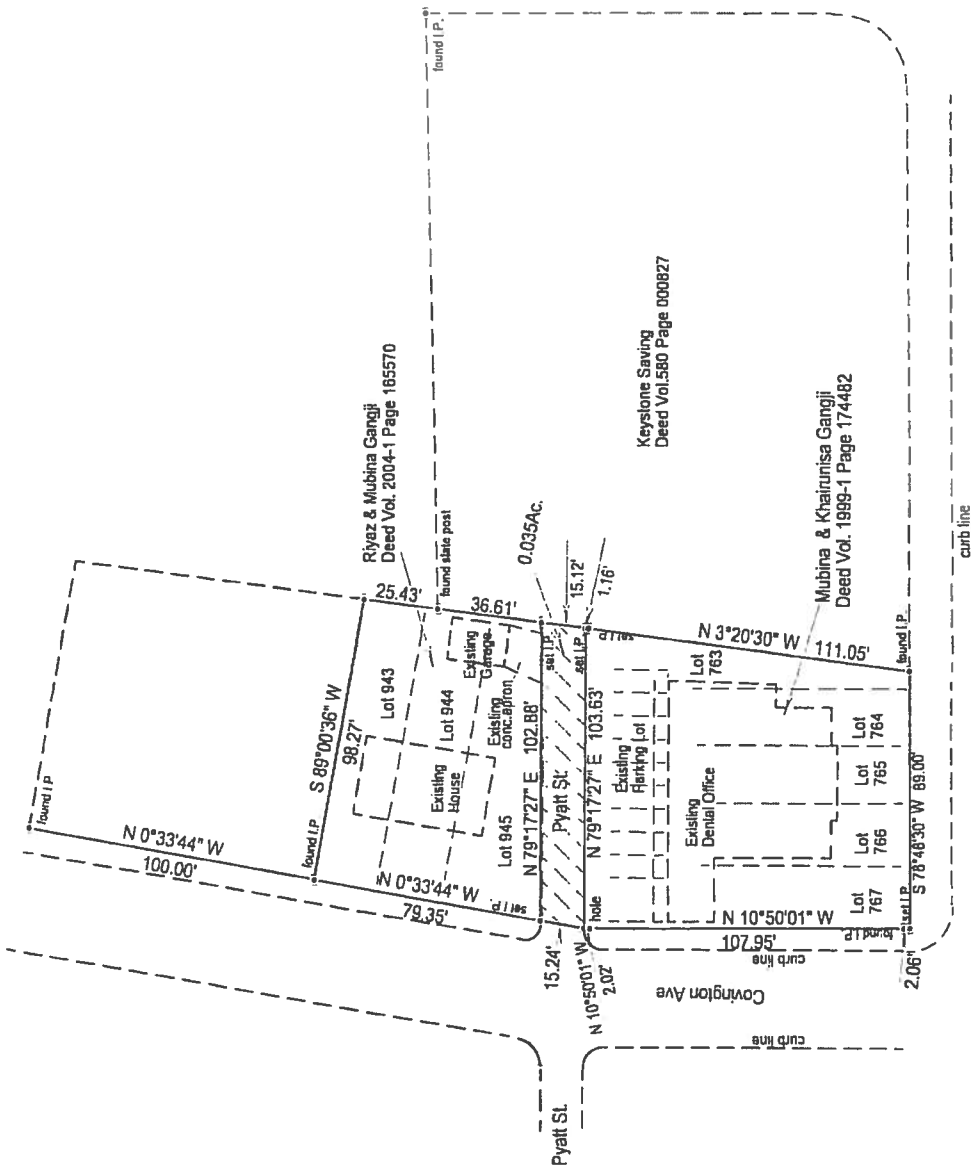 found I.P.
Riyaz & Mubina Gangji
Deed Vol. 2004-1 Page 165570
25.43'
found slate post
36.61'
0.035Ac.
15.12'
1.16'
Keystone Saving
Deed Vol.580 Page 000827
Mubina & Khairunisa Gangji
Deed Vol. 1999-1 Page 174482
found I.P
N 0°33'44" W
100.00'
S 89°00'36" W
98.27'
found I.P
Lot 943
Lot 944
Existing
Garage
Existing
conc.apron
Existing
House
Lot 945
N 0°33'44" W
79.35'
set I.P.
set I.P.
N 79°17'27" E 102.88'
Pyatt St
set I.P.
N 79°17'27" E 103.63'
set I.P
15.24'
N 10°50'01" W
2.02'
hole
Existing
Parking Lot
N 3°20'30" W
111.05'
found I.P
Lot
763
Lot
764
Lot
765
Lot
766
Lot
767
Existing
Dental Office
N 10°50'01" W
107.95'
found I.P
set I.P
2.06"
S 78°48'30" W 89.00'
curb line
Covington Ave
curb line
curb line
Pyatt St.